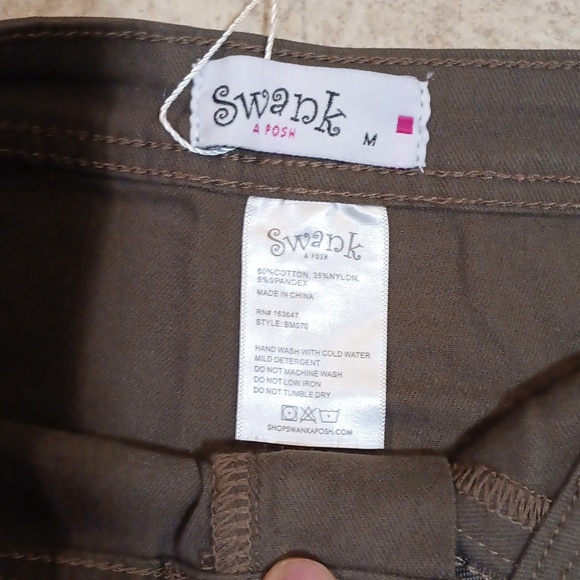 Swank
A POSH
M
Swank
A POSH
60%COTTON, 35%NYLON,
5%SPANDEX
MADE IN CHINA
RN# 163647
STYLE: BM070
HAND WASH WITH COLD WATER
MILD DETERGENT
DO NOT MACHINE WASH
DO NOT LOW IRON
DO NOT TUMBLE DRY
SHOPSWANKAPOSH.COM